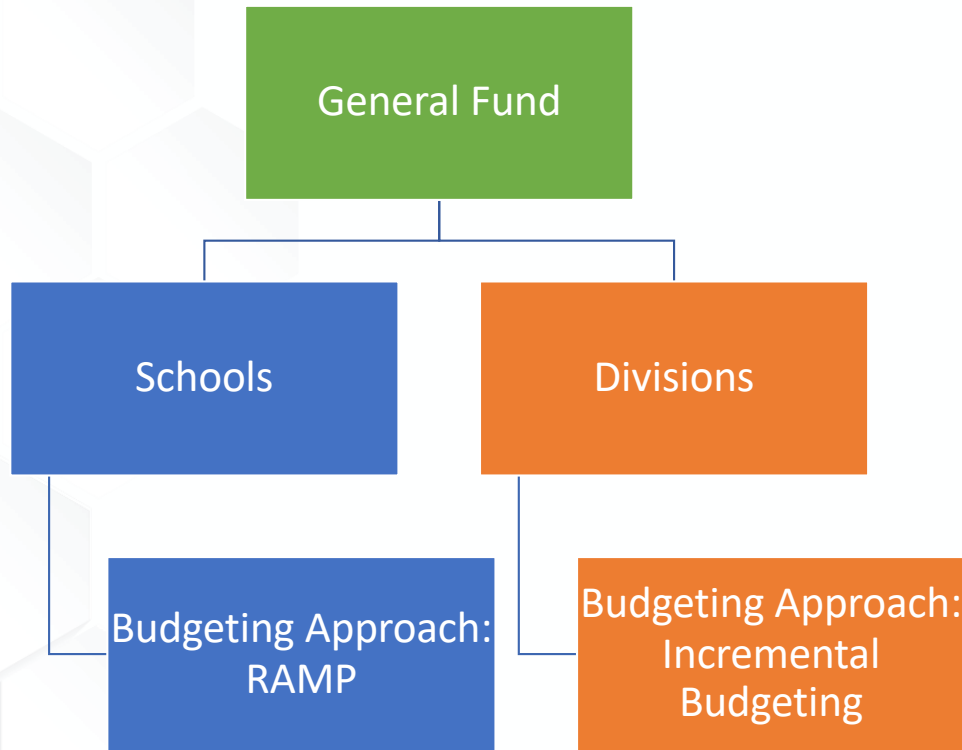 General Fund
Schools
Divisions
Budgeting Approach:
RAMP
Budgeting Approach:
Incremental
Budgeting